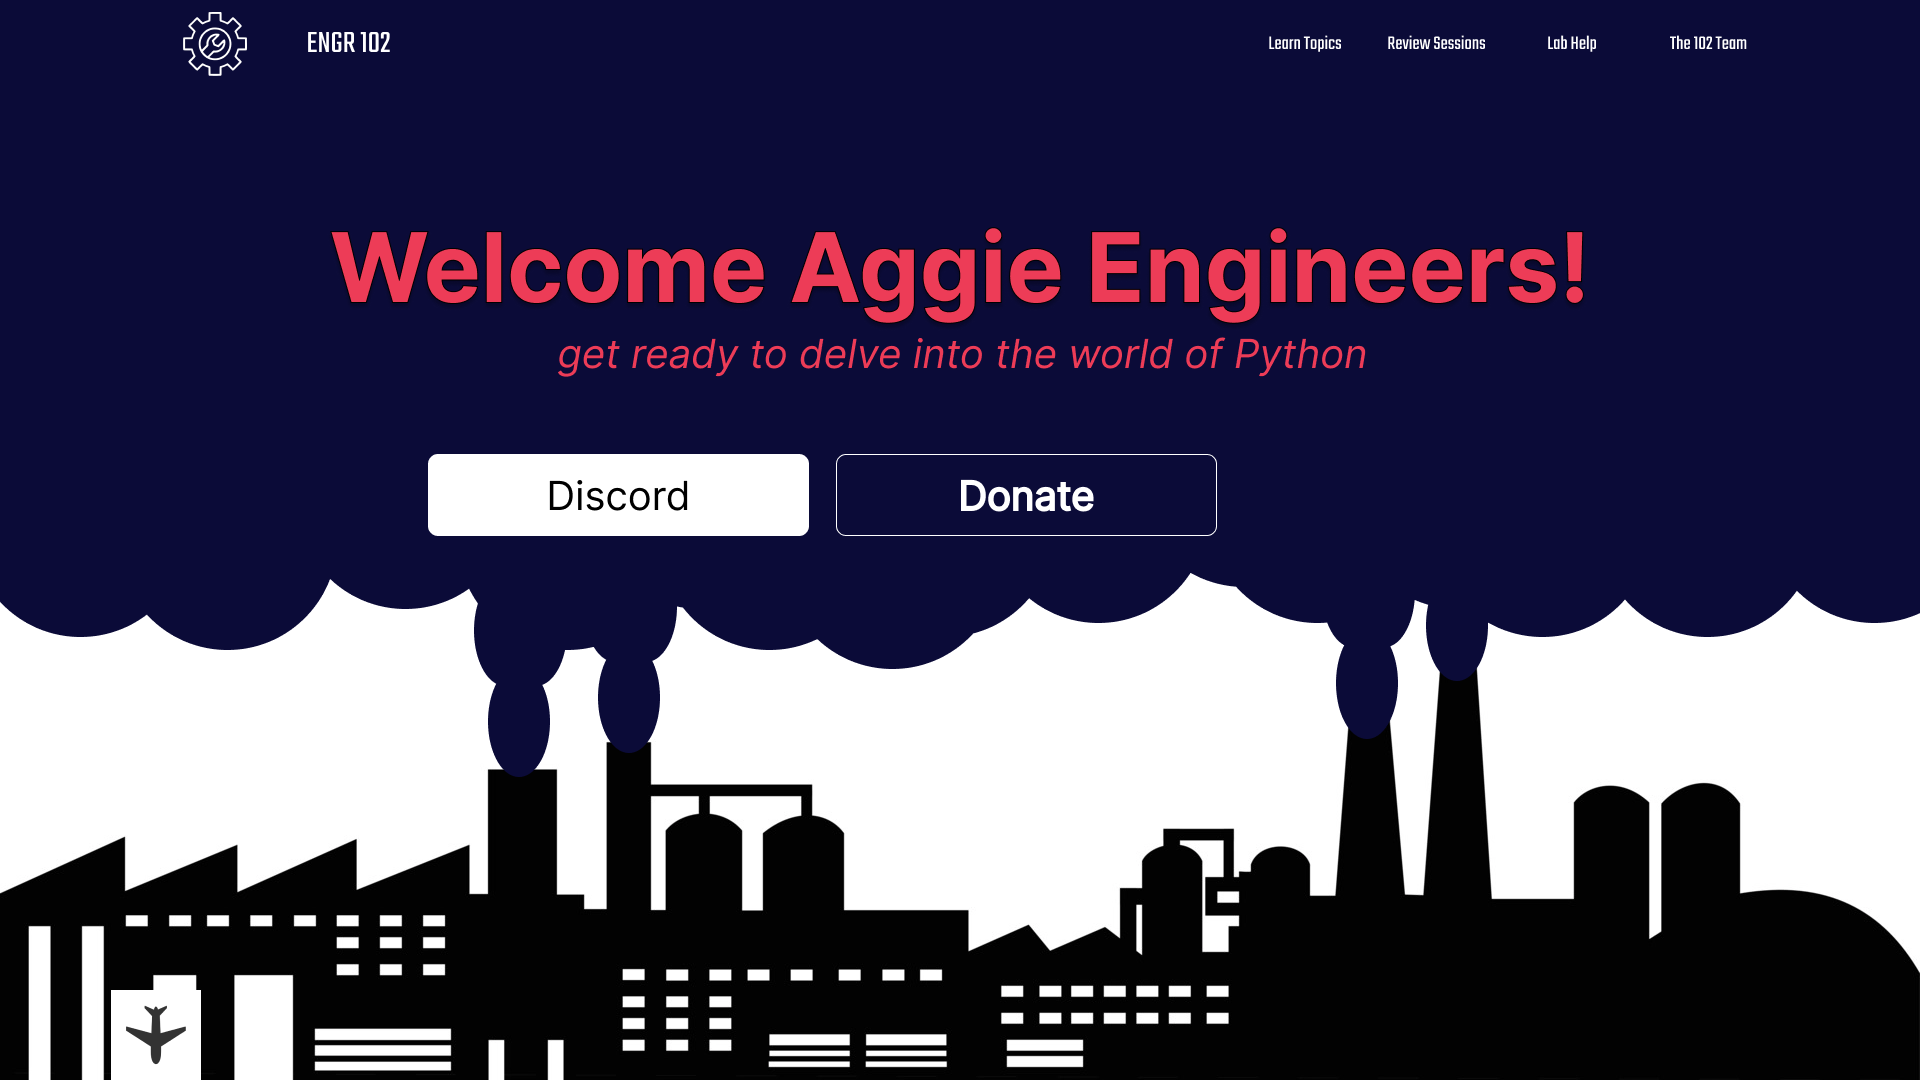 ENGR 102
Learn Topics
Review Sessions
Lab Help
The 102 Team
Welcome Aggie Engineers!
get ready to delve into the world of Python
Discord
Donate